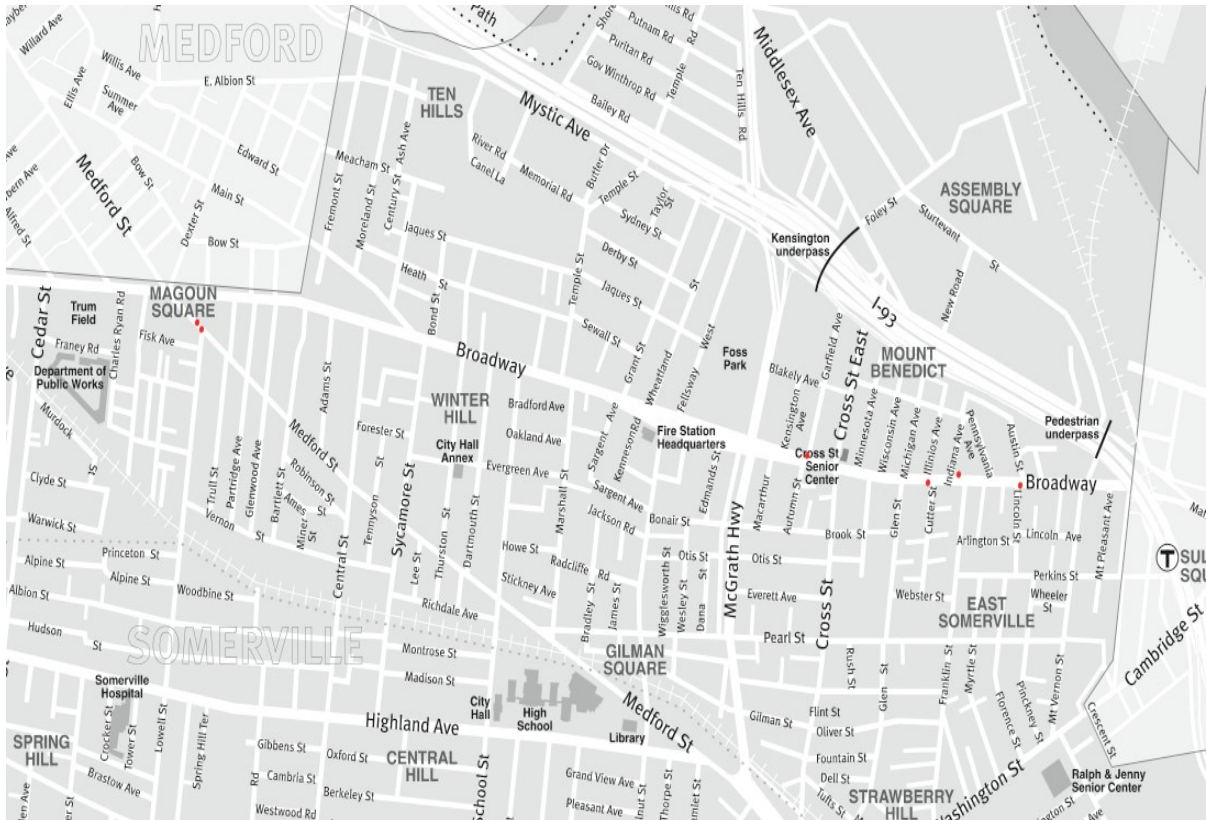 Willard Ave
Ellis Ave
Willis Ave
Summer
Ave
MEDFORD
E. Albion St
Path
Putnam Rd
Puritan Rd
Gov Winthrop Rd
Temple Rd
Bailey Rd
Ten Hills Rd
Middlesex Ave
TEN
HILLS
Mystic Ave
Medford St
Bow St
Edward St
Main St
Dexter St
Bow St
Alfred St
Meacham St
Ash Ave
Fremont St
Moreland St
Century St
River Rd
Canel La
Memorial Rd
Butler Dr
Temple St
Taylor St
Sydney St
Jaques St
Heath St
Bond St
Temple St
Derby St
Jaques St
Sewall St
Grant St
Wheatland
Fellsway West
St
ASSEMBLY
SQUARE
Foley St
Sturtevant St
Kensington
underpass
I-93
New Road
MAGOUN
SQUARE
Cedar St
Trum
Field
Charles Ryan Rd
Franey Rd
Fisk Ave
Department of
Public Works
Murdock St
Broadway
Adams St
WINTER
HILL
Bradford Ave
Oakland Ave
Evergreen Ave
City Hall
Annex
Forester St
Medford St
Robinson St
Sargent Ave
Kenneson Rd
Foss
Park
Fire Station
Headquarters
Blakely Ave
Kensington
Ave
Garfield Ave
Cross St East
MOUNT
BENEDICT
Minnesota Ave
Wisconsin Ave
Michigan Ave
Illinios Ave
Indiana Ave
Pennsylvania
Ave
Austin St
Pedestrian
underpass
Cross St
Senior
Center
Broadway
Clyde St
Warwick St
Trull St
Partridge Ave
Glenwood Ave
Bartlett St
Vernon St
Ames St
Miner St
Central St
Tennyson St
Sycamore St
Lee St
Thurston St
Dartmouth St
Marshall St
Sargent Ave
Jackson Rd
Bonair St
Edmands St
McGrath Hwy
Macarthur
Autumn St
Brook St
Glen St
Cutter St
Lincoln St
Arlington St
Lincoln Ave
Mt Pleasant Ave
Princeton St
Alpine St
Alpine St
Albion St
Woodbine St
Howe St
Radcliffe Rd
Stickney Ave
Richdale Ave
Bradley St
James St
Wigglesworth St
Wesley St
Otis St
Dana St
Otis St
Everett Ave
Cross St
Webster St
Perkins St
Wheeler
St
EAST
SOMERVILLE
T
Cambridge St
Hudson St
SOMERVILLE
Montrose St
Madison St
GILMAN
SQUARE
Pearl St
Somerville
Hospital
City
Hall
High
School
Library
Medford St
Highland Ave
Gilman St
Rush St
Glen St
Franklin St
Myrtle St
Florence St
Pinckney St
Mt Vernon St
Crescent St
Flint St
Oliver St
Fountain St
Dell St
Tufts St
SPRING
HILL
Crocker St
Tower St
Lowell St
Spring Hill Ter
Brastow Ave
Gibbens St
Cambria St
Westwood Rd
Rd
Oxford St
Berkeley St
CENTRAL
HILL
School St
Grand View Ave
Pleasant Ave
Thorpe St
STRAWBERRY
HILL
Ralph & Jenny
Senior Center